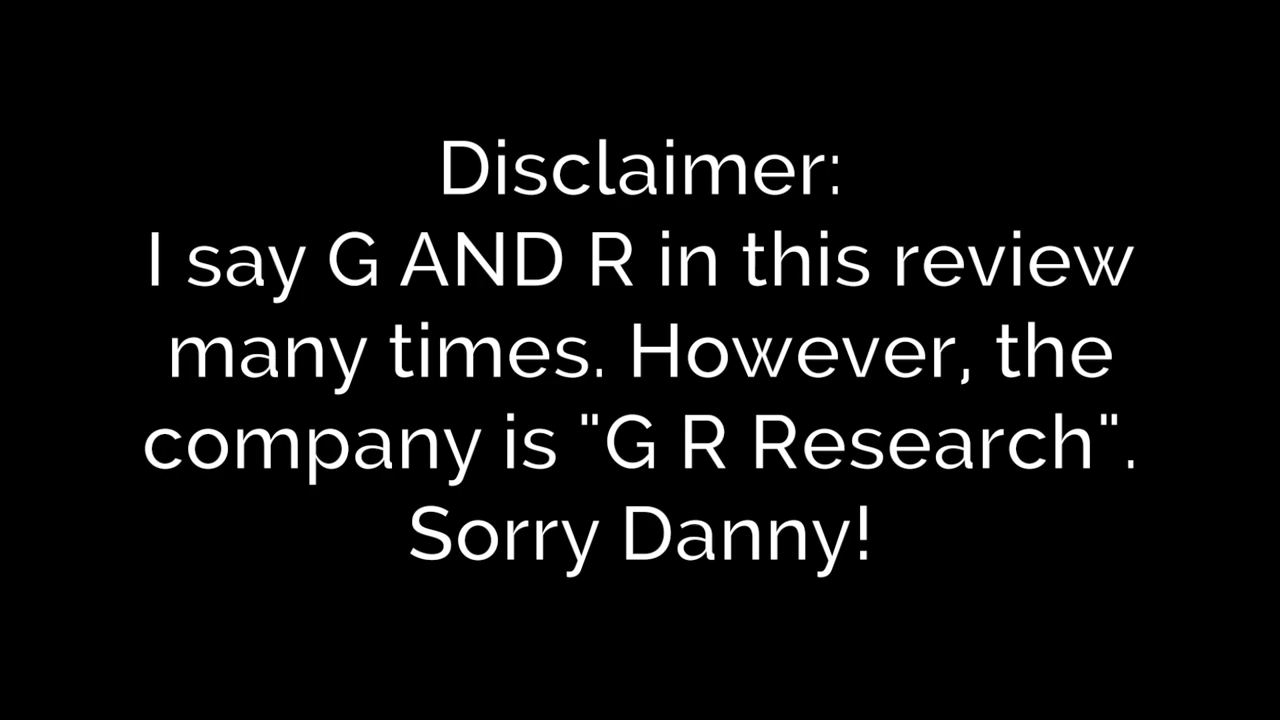 Disclaimer:
I say G AND R in this review
many times. However, the
company is "G R Research".
Sorry Danny!